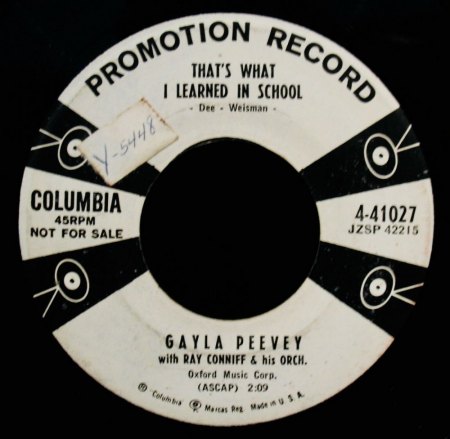 PROMOTION RECORD
THAT'S WHAT
I LEARNED IN SCHOOL
- Dee - Weisman -
Y-5448
COLUMBIA
45RPM
NOT FOR SALE
4-41027
JZSP 42215
GAYLA PEEVEY
with RAY CONNIFF & his ORCH.
Oxford Music Corp.
(ASCAP) 2:09
© Columbia ® Marcas Reg. Made in U. S. A.